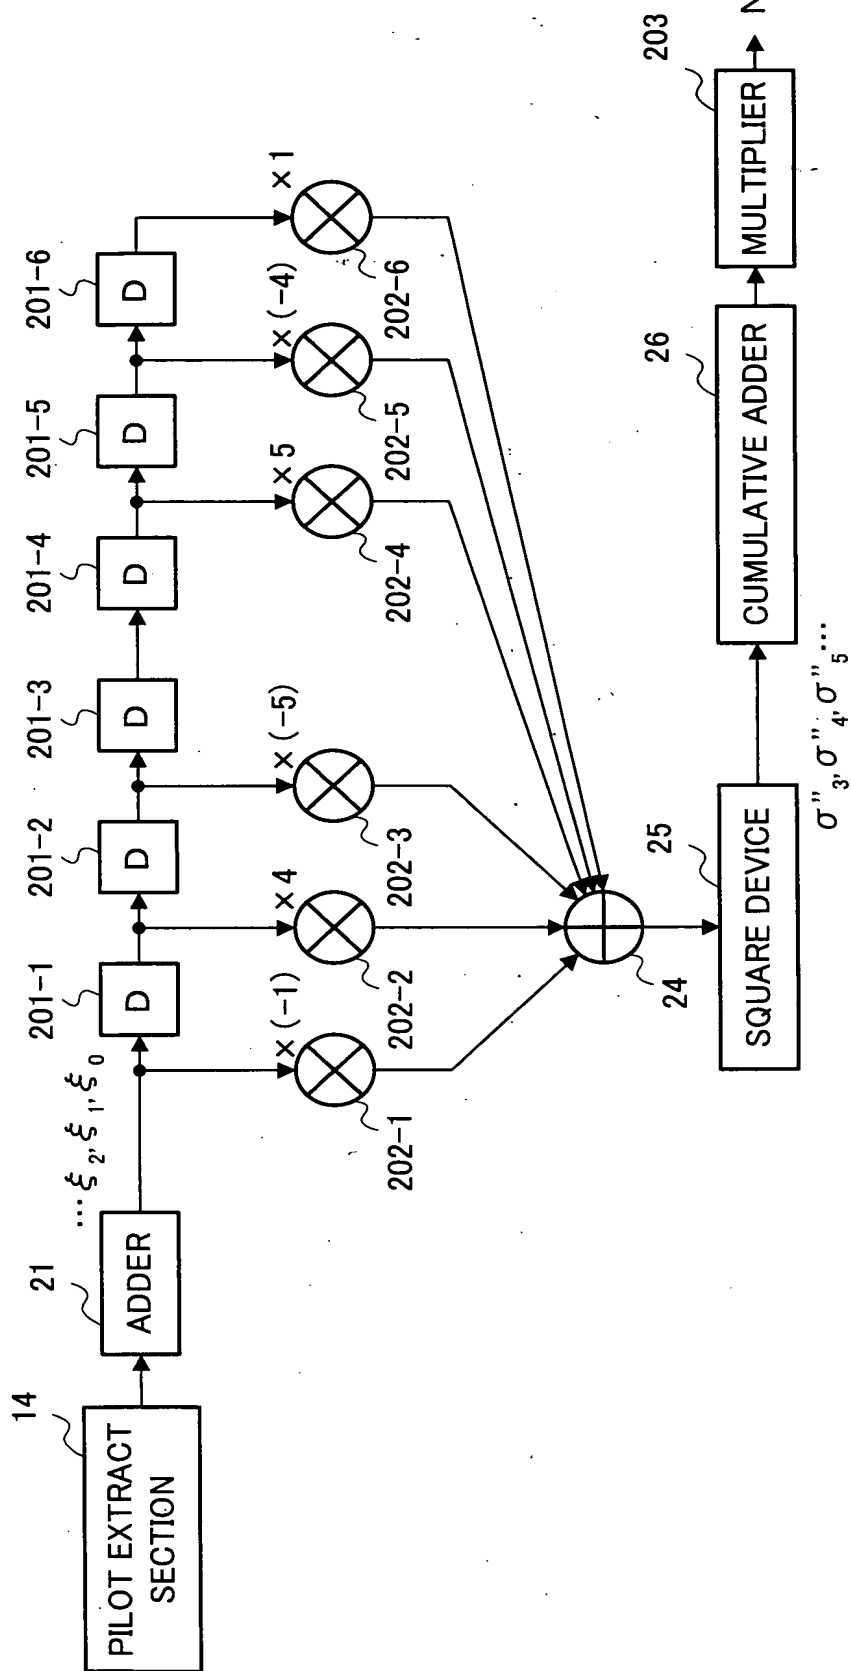 14
PILOT EXTRACT
SECTION
21
ADDER
...ξ2, ξ1, ξ0
201-1
D
201-2
D
201-3
D
201-4
D
201-5
D
201-6
D
×(-1)
202-1
×4
202-2
×(-5)
202-3
×5
202-4
×(-4)
202-5
×1
202-6
24
25
SQUARE DEVICE
σ"3, σ"4, σ"5 ...
26
CUMULATIVE ADDER
203
MULTIPLIER
N